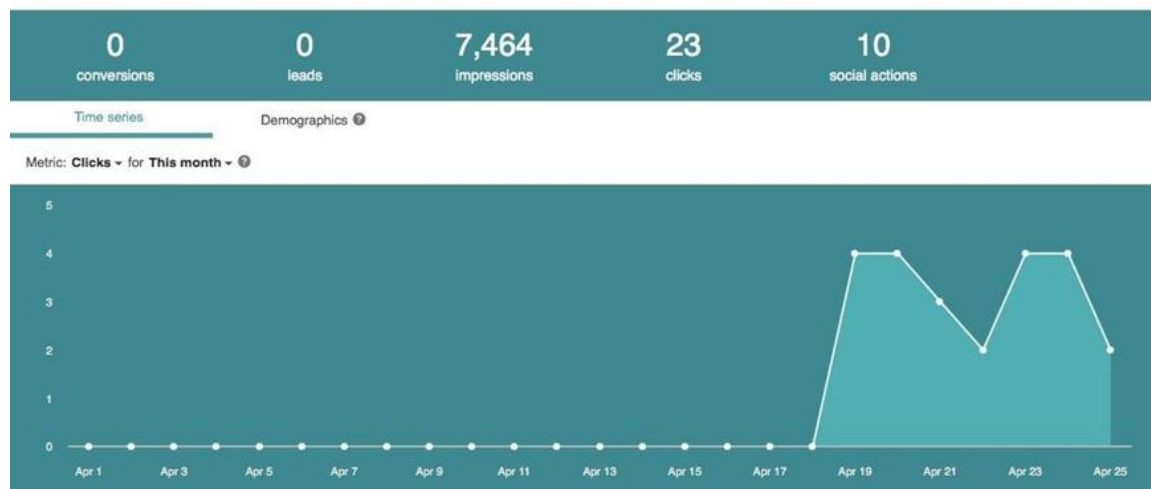 0 0 7,464 23 10
conversions leads impressions clicks social actions
Time series Demographics ?
Metric: Clicks for This month ?
5
4
3
2
1
0
Apr 1 Apr 3 Apr 5 Apr 7 Apr 9 Apr 11 Apr 13 Apr 15 Apr 17 Apr 19 Apr 21 Apr 23 Apr 25